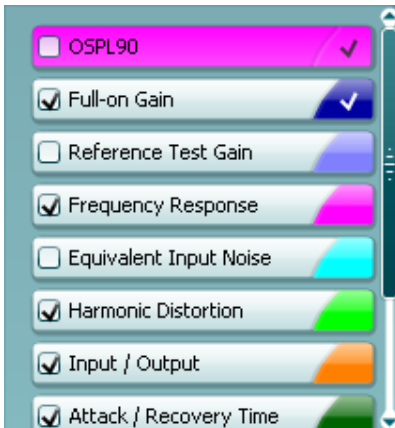 OSPL90
Full-on Gain
Reference Test Gain
Frequency Response
Equivalent Input Noise
Harmonic Distortion
Input / Output
Attack / Recovery Time